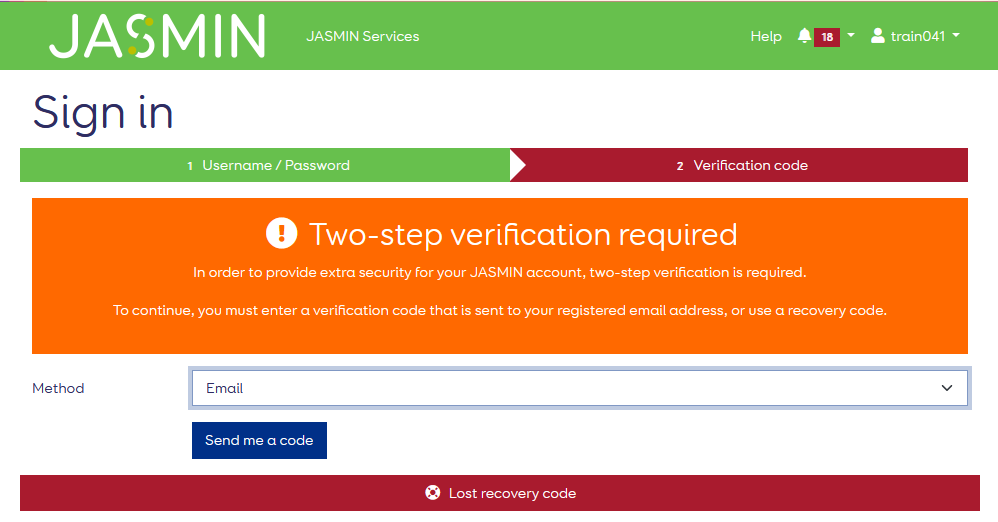 JASMIN JASMIN Services Help 18 train041
Sign in
1 Username / Password 2 Verification code
! Two-step verification required
In order to provide extra security for your JASMIN account, two-step verification is required.
To continue, you must enter a verification code that is sent to your registered email address, or use a recovery code.
Method Email
Send me a code
Lost recovery code